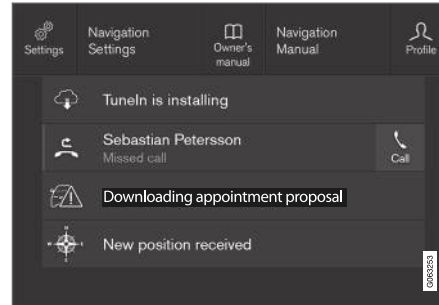 Settings
Navigation
Settings
Owner's
manual
Navigation
Manual
Profile
TuneIn is installing
Sebastian Petersson
Missed call
Call
Downloading appointment proposal
New position received
G063253